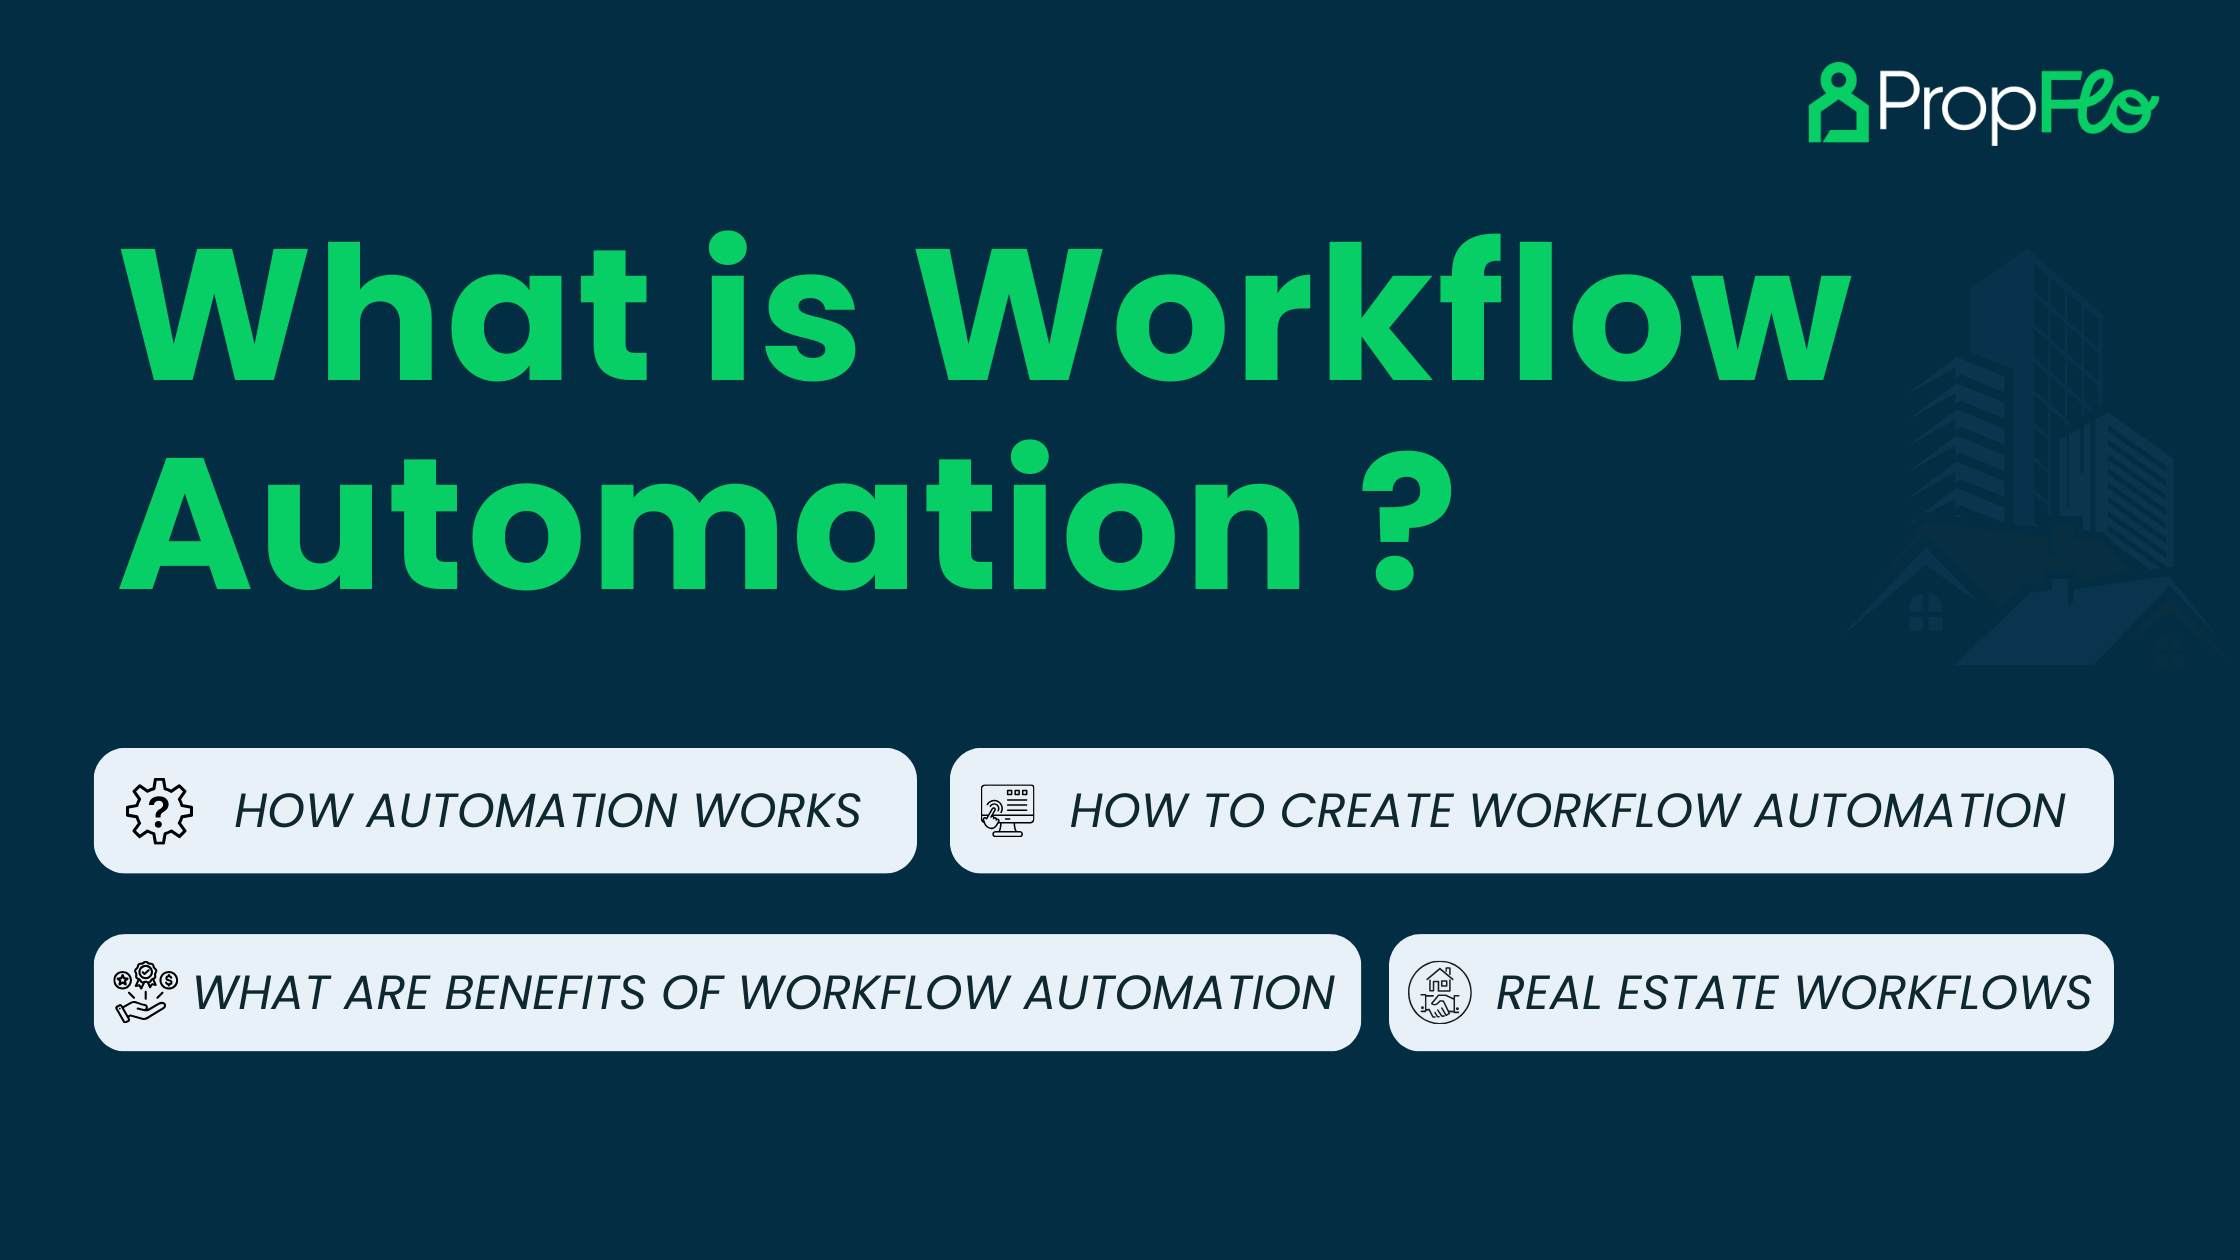 PropFlo
What is Workflow
Automation ?
HOW AUTOMATION WORKS
HOW TO CREATE WORKFLOW AUTOMATION
WHAT ARE BENEFITS OF WORKFLOW AUTOMATION
REAL ESTATE WORKFLOWS